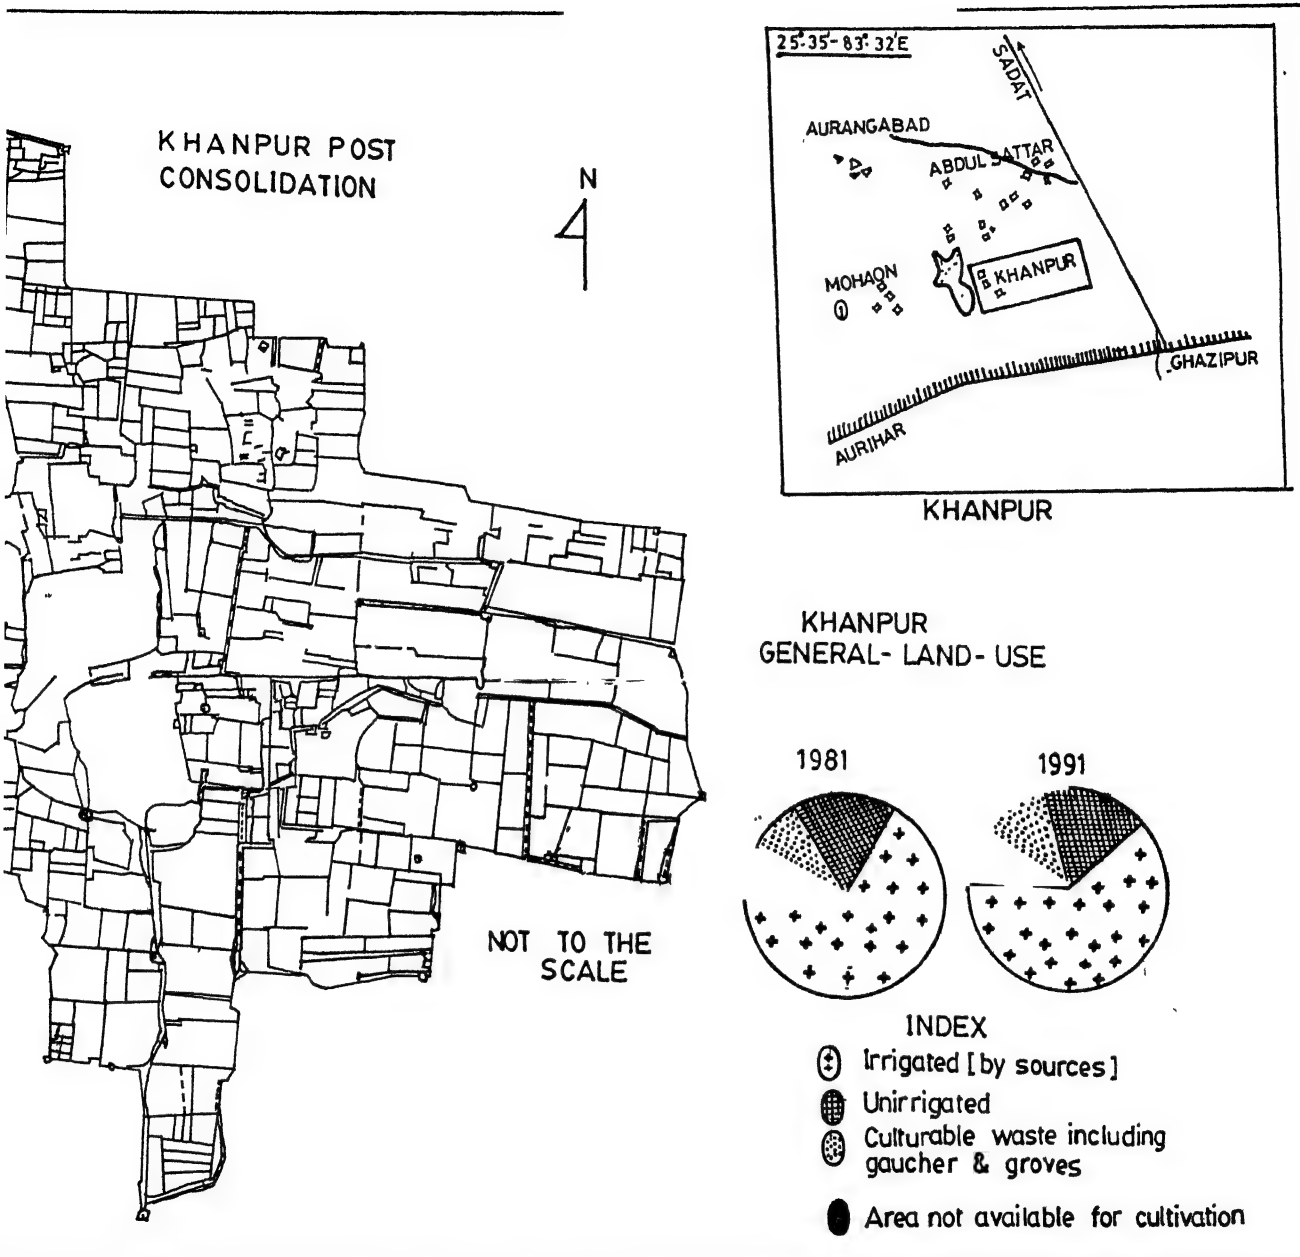 KHANPUR POST
CONSOLIDATION
N
NOT TO THE
SCALE
25°.35'-83°.32'E
SADAT
AURANGABAD
ABDUL SATTAR
MOHAON
KHANPUR
GHAZIPUR
AURIHAR
KHANPUR
KHANPUR
GENERAL-LAND-USE
1981
1991
INDEX
Irrigated [by sources]
Unirrigated
Culturable waste including
gaucher & groves
Area not available for cultivation